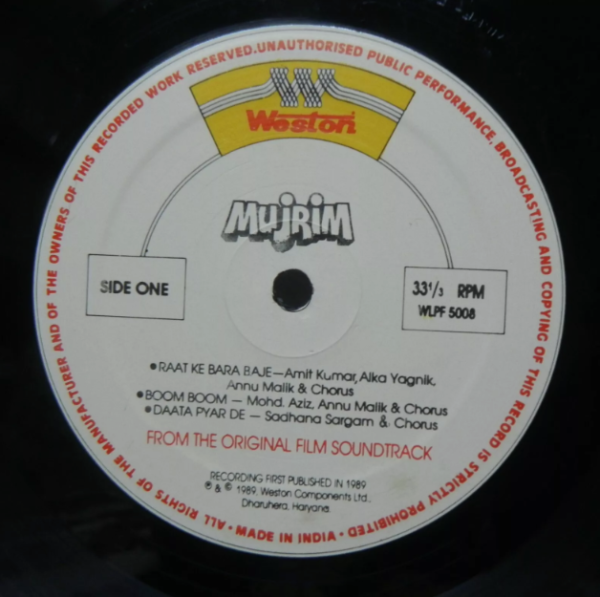 ALL RIGHTS OF THE MANUFACTURER AND OF THE OWNERS OF THIS RECORDED WORK RESERVED.UNAUTHORISED PUBLIC PERFORMANCE, BROADCASTING AND COPYING OF THIS RECORD IS STRICTLY PROHIBITED • MADE IN INDIA •
W
Weston
MUJRIM
SIDE ONE
33 1/3 RPM
WLPF 5008
•RAAT KE BARA BAJE—Amit Kumar, Alka Yagnik,
Annu Malik & Chorus
•BOOM BOOM — Mohd. Aziz, Annu Malik & Chorus
•DAATA PYAR DE — Sadhana Sargam & Chorus
FROM THE ORIGINAL FILM SOUNDTRACK
RECORDING FIRST PUBLISHED IN 1989
℗ & © 1989, Weston Components Ltd.,
Dharuhera, Haryana.